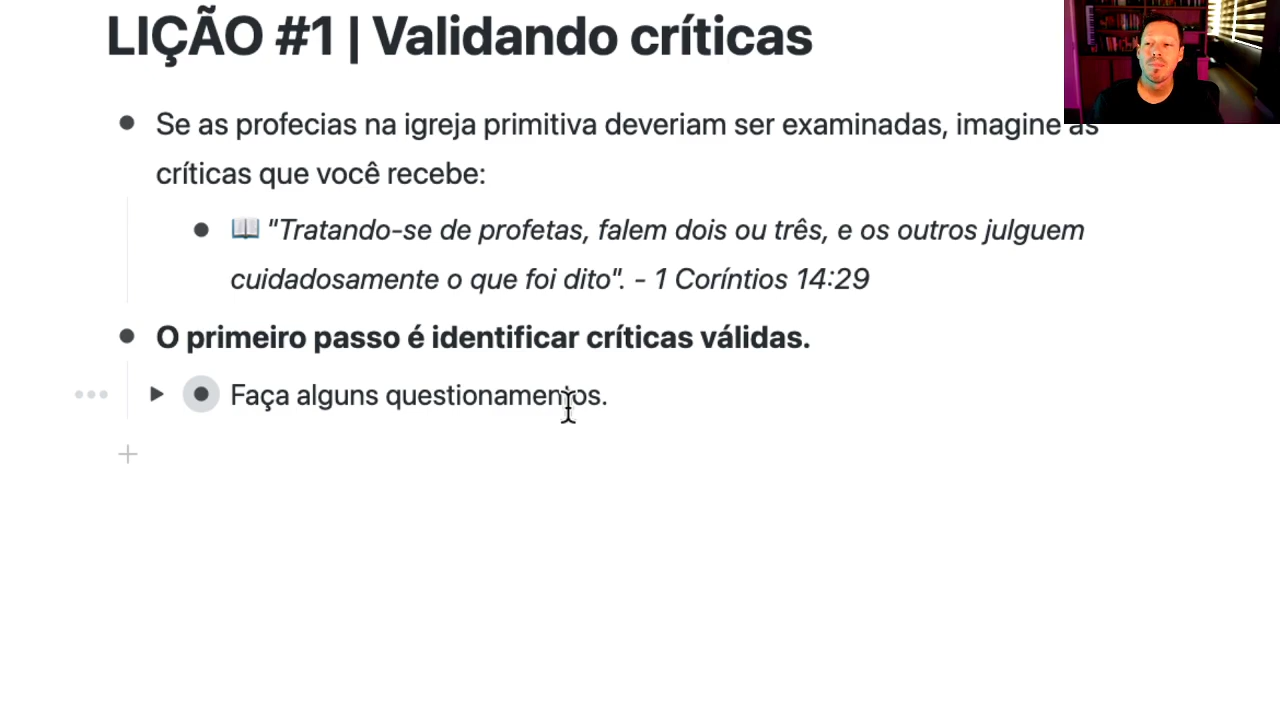 LIÇÃO #1 | Validando críticas
Se as profecias na igreja primitiva deveriam ser examinadas, imagine as
críticas que você recebe:
"Tratando-se de profetas, falem dois ou três, e os outros julguem
cuidadosamente o que foi dito". - 1 Coríntios 14:29
O primeiro passo é identificar críticas válidas.
Faça alguns questionamentos.